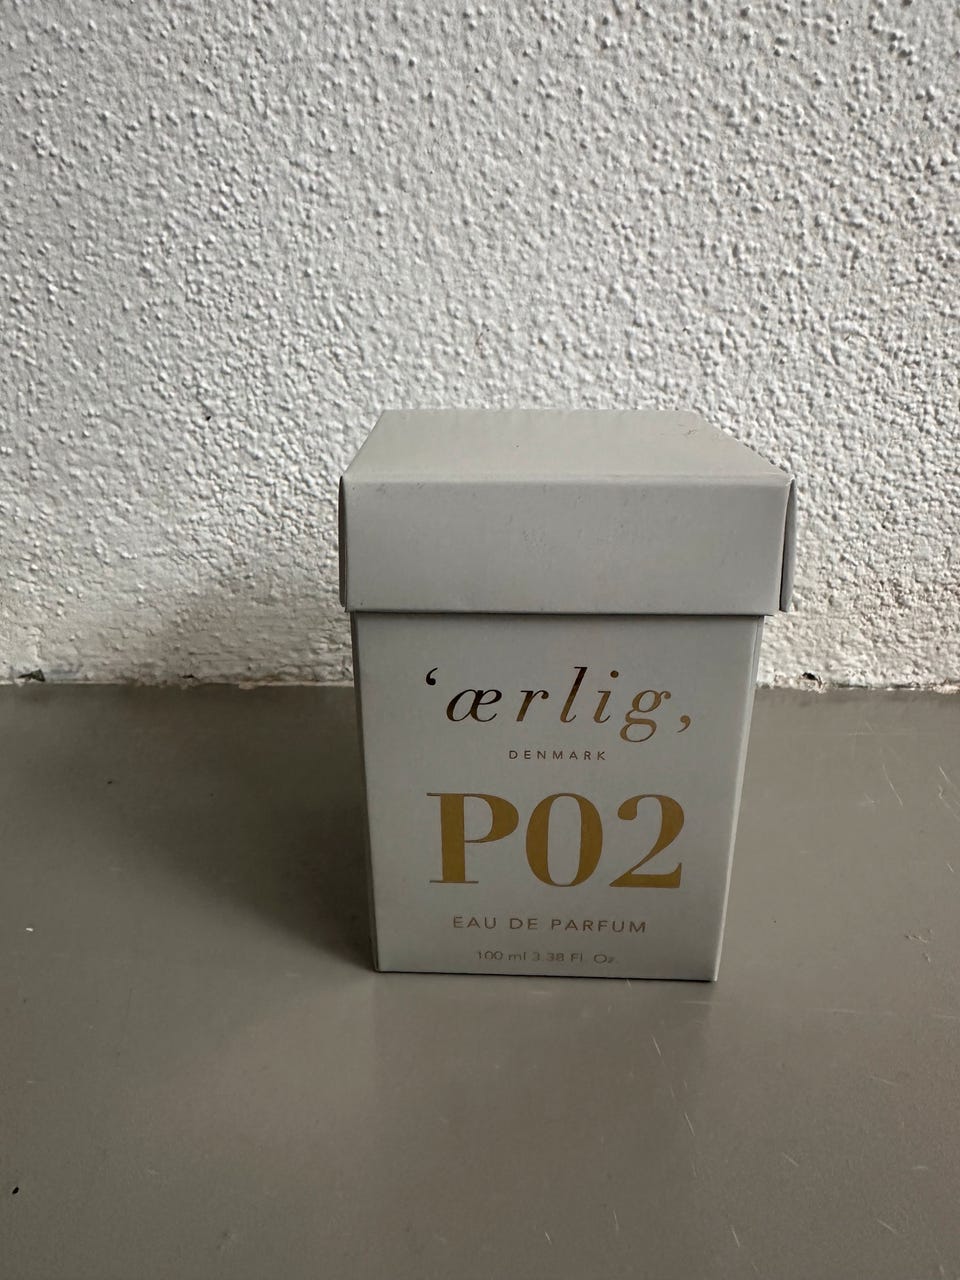 ‘ærlig,
DENMARK
P02
EAU DE PARFUM
100 ml 3.38 Fl. Oz.